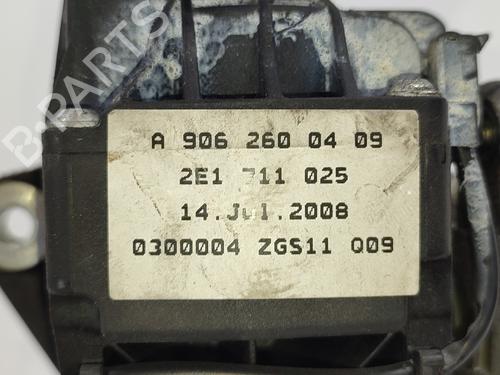 B-PARTS
A 906 260 04 09
2E1 711 025
14.Jul.2008
0300004 ZGS11 Q09